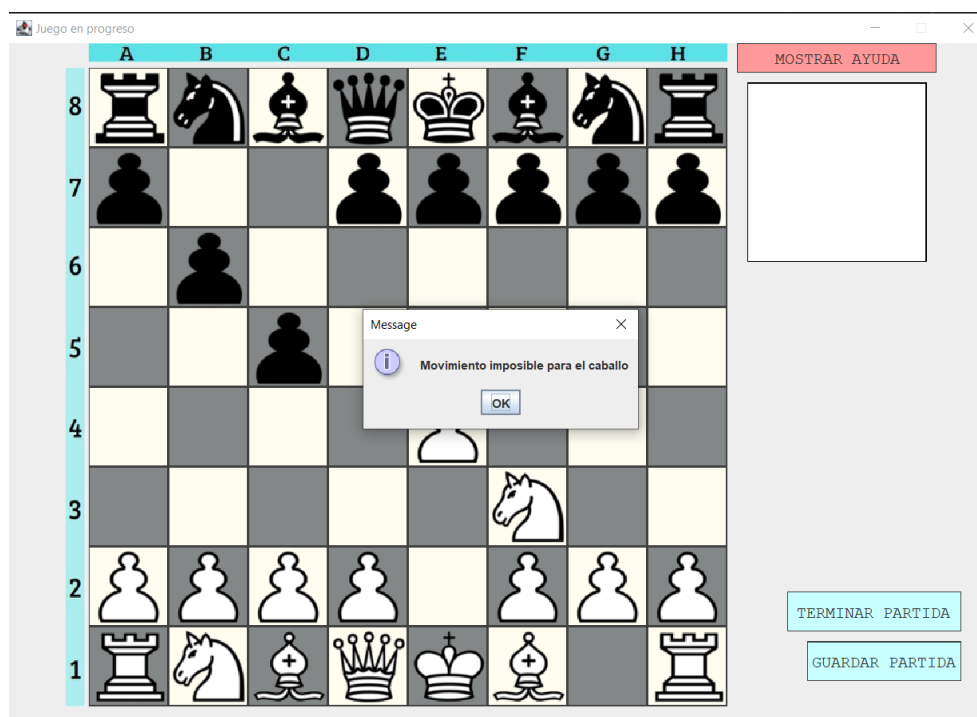 Juego en progreso
A B C D E F G H
MOSTRAR AYUDA
8
7
6
5
4
3
2
1
Message
Movimiento imposible para el caballo
OK
TERMINAR PARTIDA
GUARDAR PARTIDA